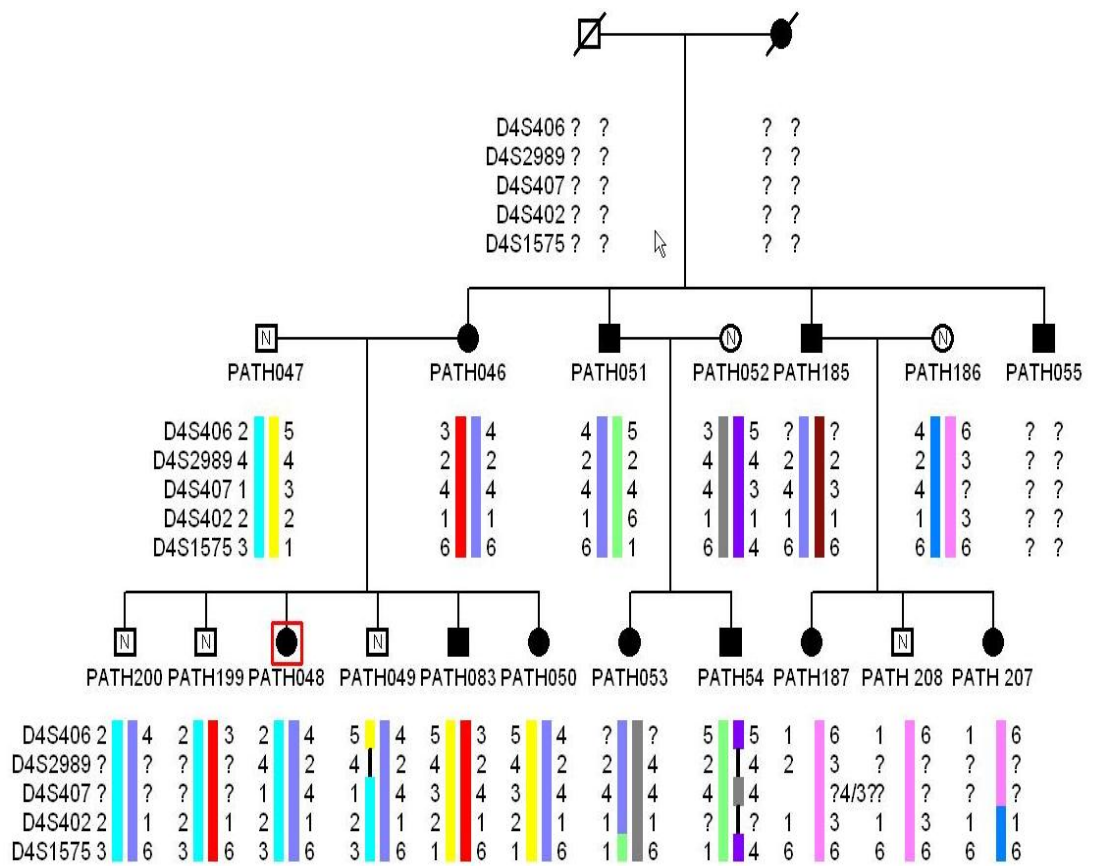 D4S406 ? ? ? ?
D4S2989 ? ? ? ?
D4S407 ? ? ? ?
D4S402 ? ? ? ?
D4S1575 ? ? ? ?
N N N
PATH047 PATH046 PATH051 PATH052 PATH185 PATH186 PATH055
D4S406 2 5 3 4 4 5 3 5 ? ? 4 6 ? ?
D4S2989 4 4 2 2 2 2 4 4 2 2 2 3 ? ?
D4S407 1 3 4 4 4 4 4 3 4 3 4 ? ? ?
D4S402 2 2 1 1 1 6 1 1 1 1 1 3 ? ?
D4S1575 3 1 6 6 6 1 6 4 6 6 6 6 ? ?
N N N N
PATH200 PATH199 PATH048 PATH049 PATH083 PATH050 PATH053 PATH54 PATH187 PATH 208 PATH 207
D4S406 2 4 2 3 2 4 5 4 5 3 5 4 ? ? 5 5 1 6 1 6 1 6
D4S2989 ? ? ? ? 4 2 4 2 4 2 4 2 2 4 2 4 2 3 ? ? ? ?
D4S407 ? ? ? ? 1 4 1 4 3 4 3 4 4 4 4 4 ?4/3?? ? ? ?
D4S402 2 1 2 1 2 1 2 1 2 1 2 1 1 1 ? ? 1 3 1 3 1 1
D4S1575 3 6 3 6 3 6 3 6 1 6 1 6 1 6 1 4 6 6 6 6 6 6